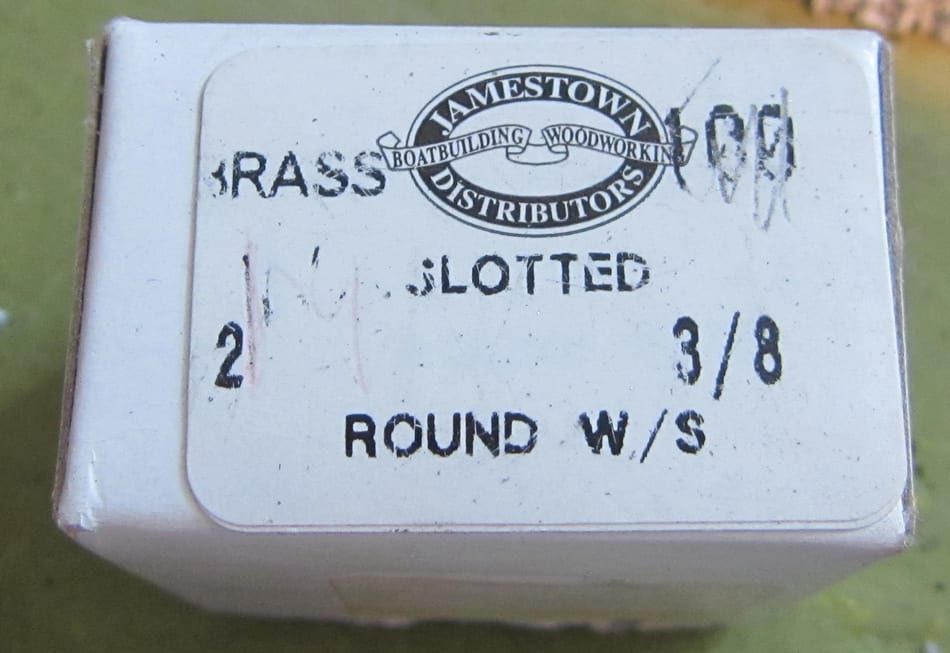 JAMESTOWN
BOATBUILDING WOODWORKING
DISTRIBUTORS
BRASS 100
SLOTTED
2 3/8
ROUND W/S